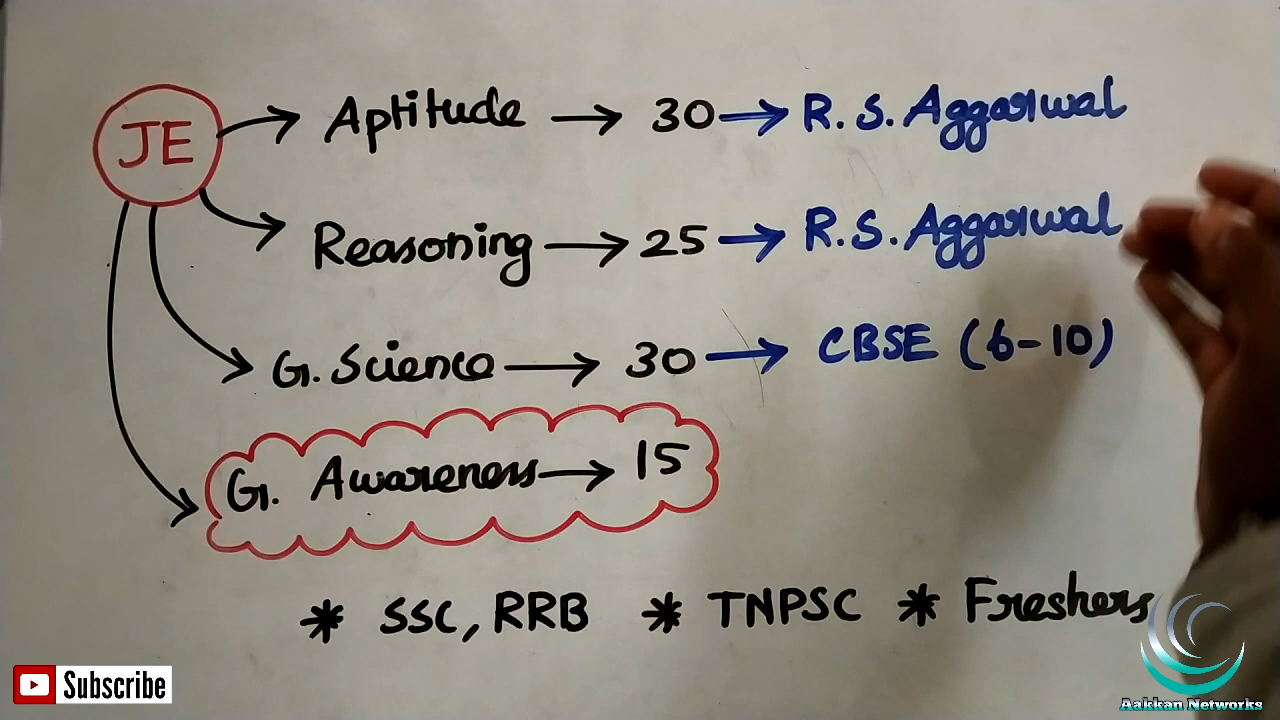 JE → Aptitude → 30 → R. S. Aggarwal
Reasoning → 25 → R. S. Aggarwal
G. Science → 30 → CBSE (6-10)
G. Awareness → 15
* SSC, RRB * TNPSC * Freshers
Subscribe
Aakkan Networks